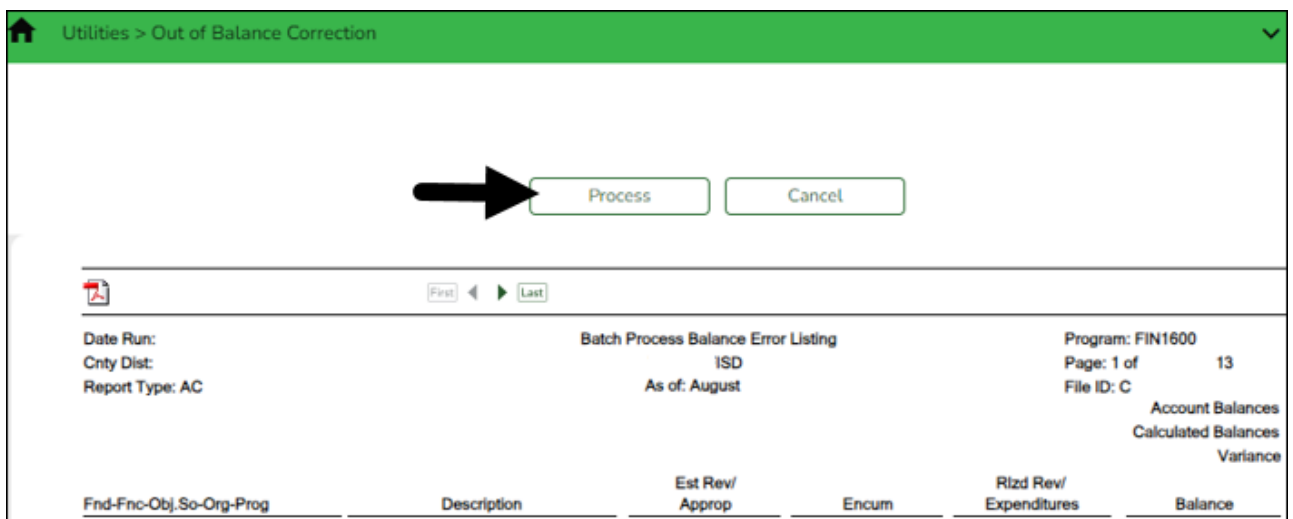 Utilities > Out of Balance Correction
Process Cancel
First Last
Date Run: Batch Process Balance Error Listing Program: FIN1600
Cnty Dist: ISD Page: 1 of 13
Report Type: AC As of: August File ID: C
Account Balances
Calculated Balances
Variance
Est Rev/ Rlzd Rev/
Fnd-Fnc-Obj.So-Org-Prog Description Approp Encum Expenditures Balance